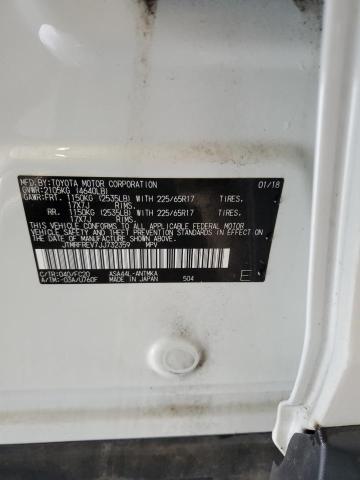 MFD.BY:TOYOTA MOTOR CORPORATION 01/18
GVWR:2105KG (4640LB)
GAWR:FRT. 1150KG (2535LB) WITH 225/65R17 TIRES,
17X7J RIMS,
RR. 1150KG (2535LB) WITH 225/65R17 TIRES,
17X7J RIMS,
THIS VEHICLE CONFORMS TO ALL APPLICABLE FEDERAL MOTOR
VEHICLE SAFETY AND THEFT PREVENTION STANDARDS IN
EFFECT ON THE DATE OF MANUFACTURE SHOWN ABOVE.
JTMRFREV7JJ732359 MPV
C/TR:040/FC20 ASA44L-ANTMKA E
A/TM:-03A/U760F MADE IN JAPAN 504